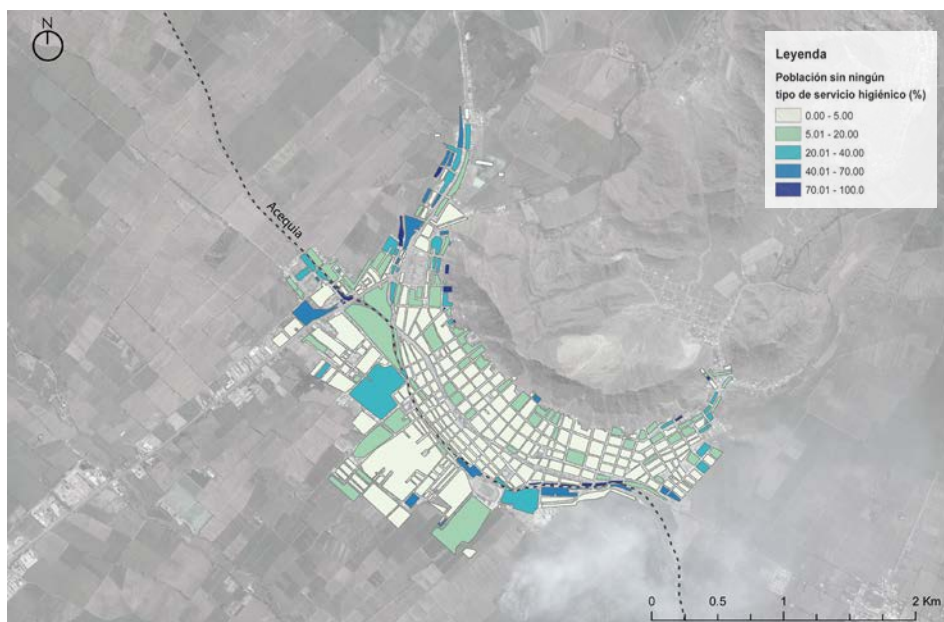 N
Leyenda
Población sin ningún
tipo de servicio higiénico (%)
0.00 - 5.00
5.01 - 20.00
20.01 - 40.00
40.01 - 70.00
70.01 - 100.0
Acequia
0 0.5 1 2 Km